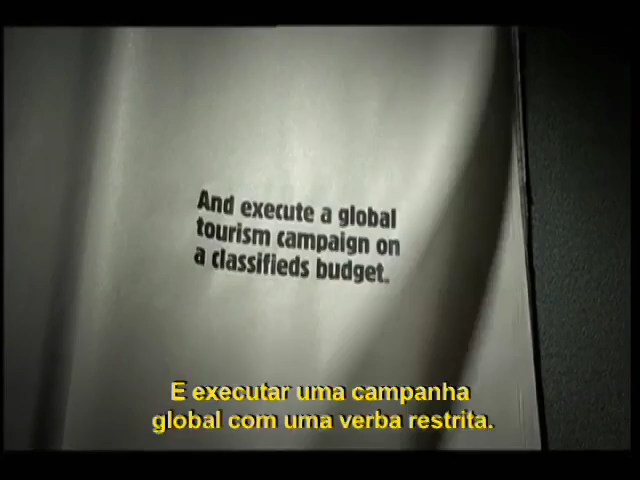 And execute a global
tourism campaign on
a classifieds budget.
E executar uma campanha
global com uma verba restrita.